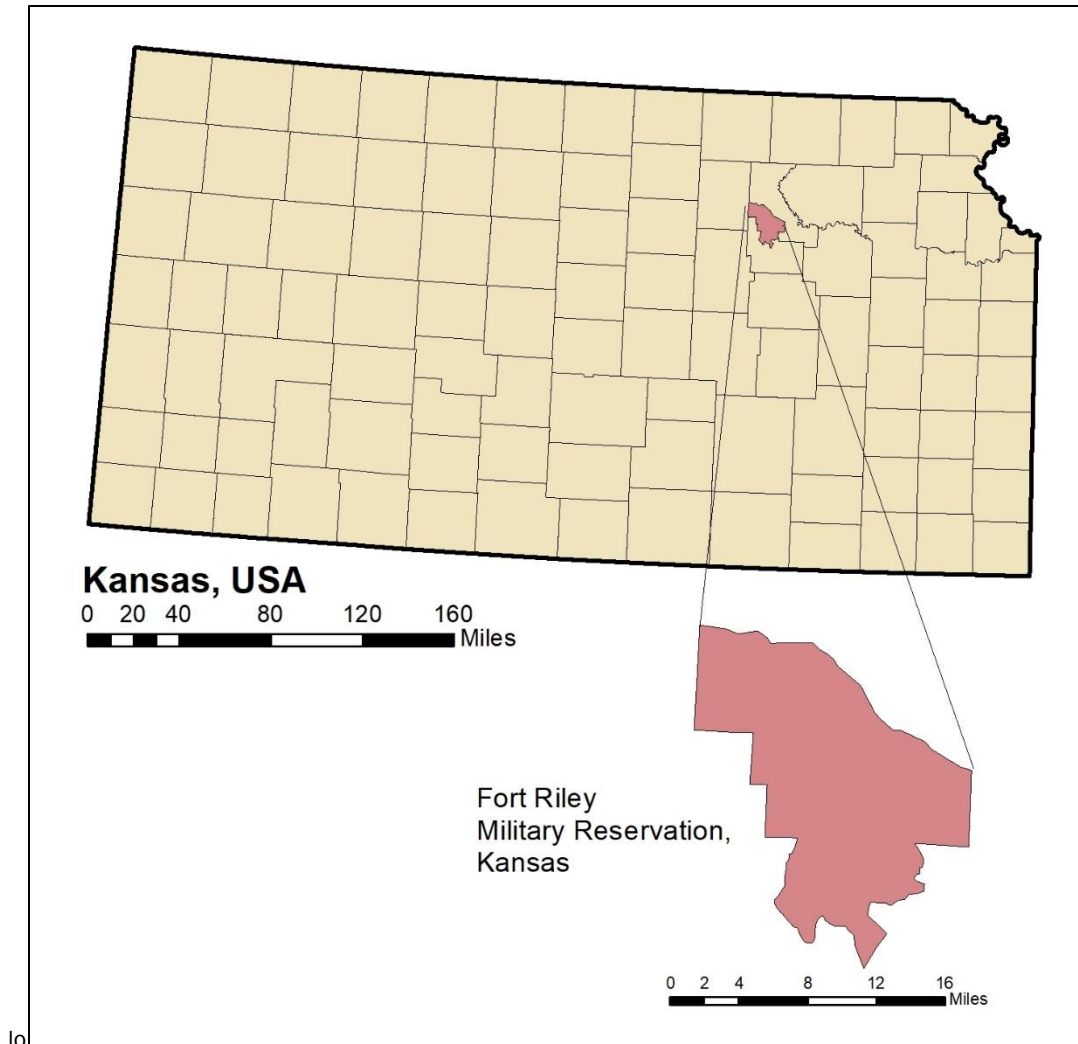 Kansas, USA
0 20 40 80 120 160
Miles
Fort Riley
Military Reservation,
Kansas
0 2 4 8 12 16
Miles
lo